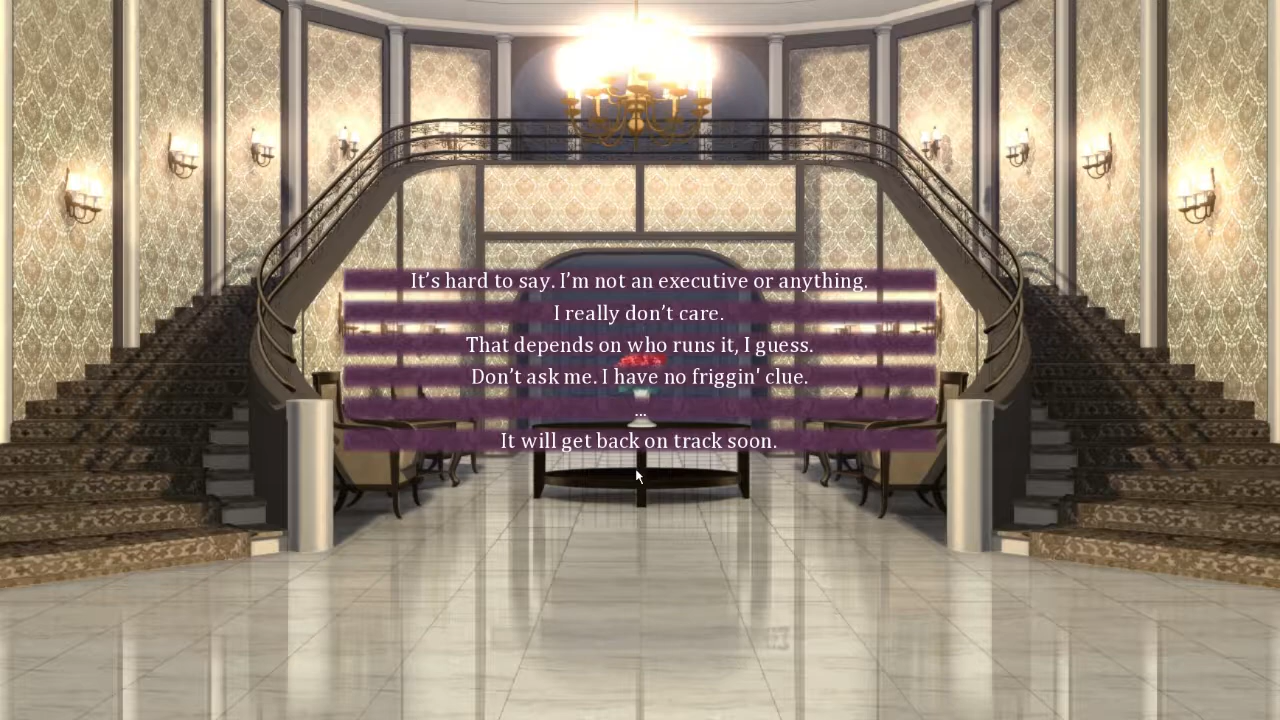 It’s hard to say. I’m not an executive or anything.
I really don’t care.
That depends on who runs it, I guess.
Don’t ask me. I have no friggin' clue.
...
It will get back on track soon.